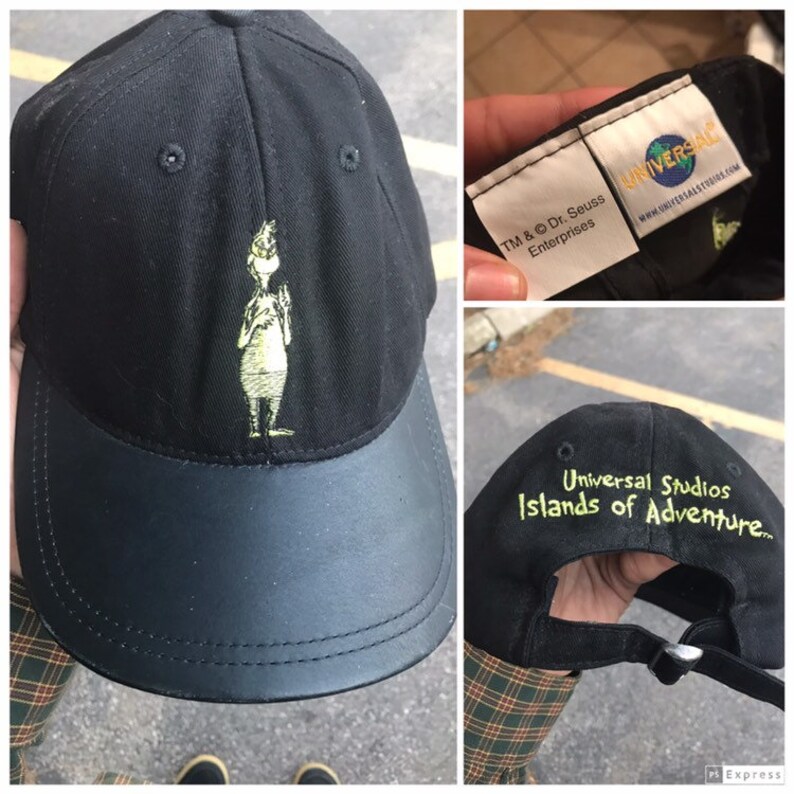 TM & © Dr. Seuss
Enterprises
UNIVERSAL
WWW.UNIVERSALSTUDIOS.COM
Universal Studios
Islands of Adventure™
PS Express